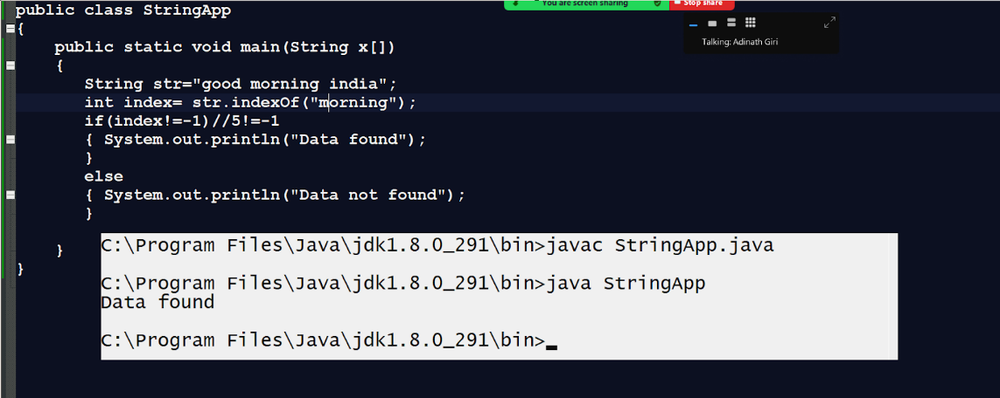 public class StringApp
You are screen sharing
Stop share
{
Talking: Adinath Giri
public static void main(String x[])
{
String str="good morning india";
int index= str.indexOf("morning");
if(index!=-1)//5!=-1
{ System.out.println("Data found");
}
else
{ System.out.println("Data not found");
}
}
}
C:\Program Files\Java\jdk1.8.0_291\bin>javac StringApp.java
C:\Program Files\Java\jdk1.8.0_291\bin>java StringApp
Data found
C:\Program Files\Java\jdk1.8.0_291\bin>